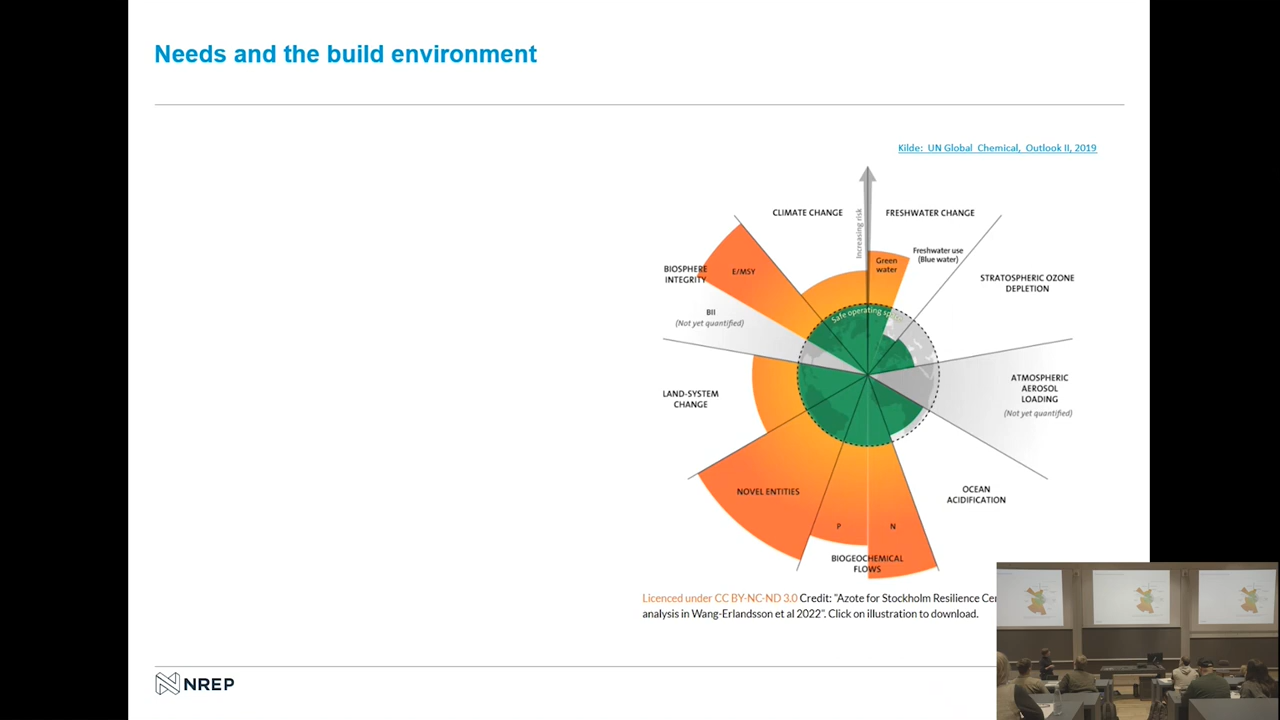 Needs and the build environment
Kilde: UN Global Chemical, Outlook II, 2019
CLIMATE CHANGE
FRESHWATER CHANGE
Increasing risk
Freshwater use
(Blue water)
Green
water
BIOSPHERE
INTEGRITY
E/MSY
STRATOSPHERIC OZONE
DEPLETION
BII
(Not yet quantified)
Safe operating
LAND-SYSTEM
CHANGE
ATMOSPHERIC
AEROSOL
LOADING
(Not yet quantified)
NOVEL ENTITIES
OCEAN
ACIDIFICATION
P
N
BIOGEOCHEMICAL
FLOWS
Licenced under CC BY-NC-ND 3.0 Credit: "Azote for Stockholm Resilience
analysis in Wang-Erlandsson et al 2022". Click on illustration to download.
NREP